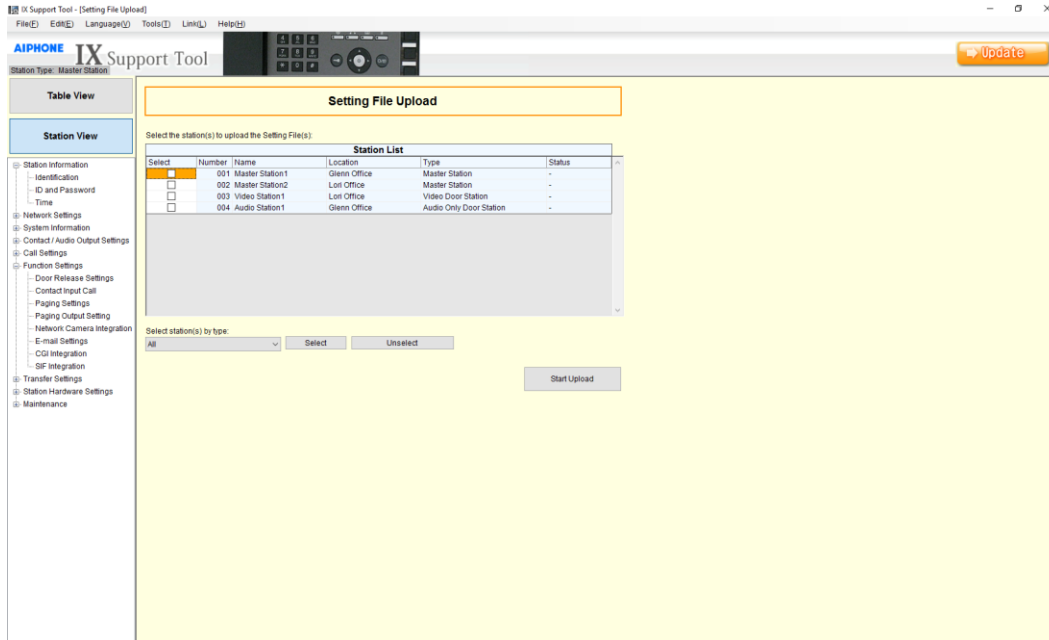 IX Support Tool - [Setting File Upload]
File(F) Edit(E) Language(V) Tools(T) Link(L) Help(H)
AIPHONE IX Support Tool
Station Type: Master Station
Update
Table View
Station View
Station Information
Identification
ID and Password
Time
Network Settings
System Information
Contact / Audio Output Settings
Call Settings
Function Settings
Door Release Settings
Contact Input Call
Paging Settings
Paging Output Setting
Network Camera Integration
E-mail Settings
CGI Integration
SIF Integration
Transfer Settings
Station Hardware Settings
Maintenance
Setting File Upload
Select the station(s) to upload the Setting File(s):
Station List
Select Number Name Location Type Status
001 Master Station1 Glenn Office Master Station -
002 Master Station2 Lori Office Master Station -
003 Video Station1 Lori Office Video Door Station -
004 Audio Station1 Glenn Office Audio Only Door Station -
Select station(s) by type:
All Select Unselect
Start Upload